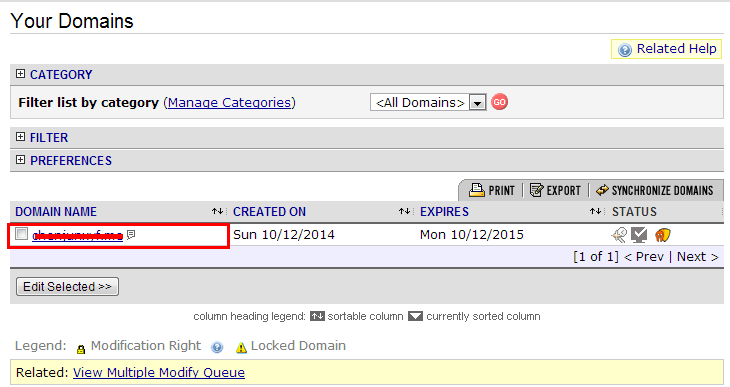 Your Domains
Related Help
CATEGORY
Filter list by category (Manage Categories) <All Domains> GO
FILTER
PREFERENCES
PRINT EXPORT SYNCHRONIZE DOMAINS
DOMAIN NAME CREATED ON EXPIRES STATUS
Sun 10/12/2014 Mon 10/12/2015
[1 of 1] < Prev | Next >
Edit Selected >>
column heading legend: sortable column currently sorted column
Legend: Modification Right Locked Domain
Related: View Multiple Modify Queue